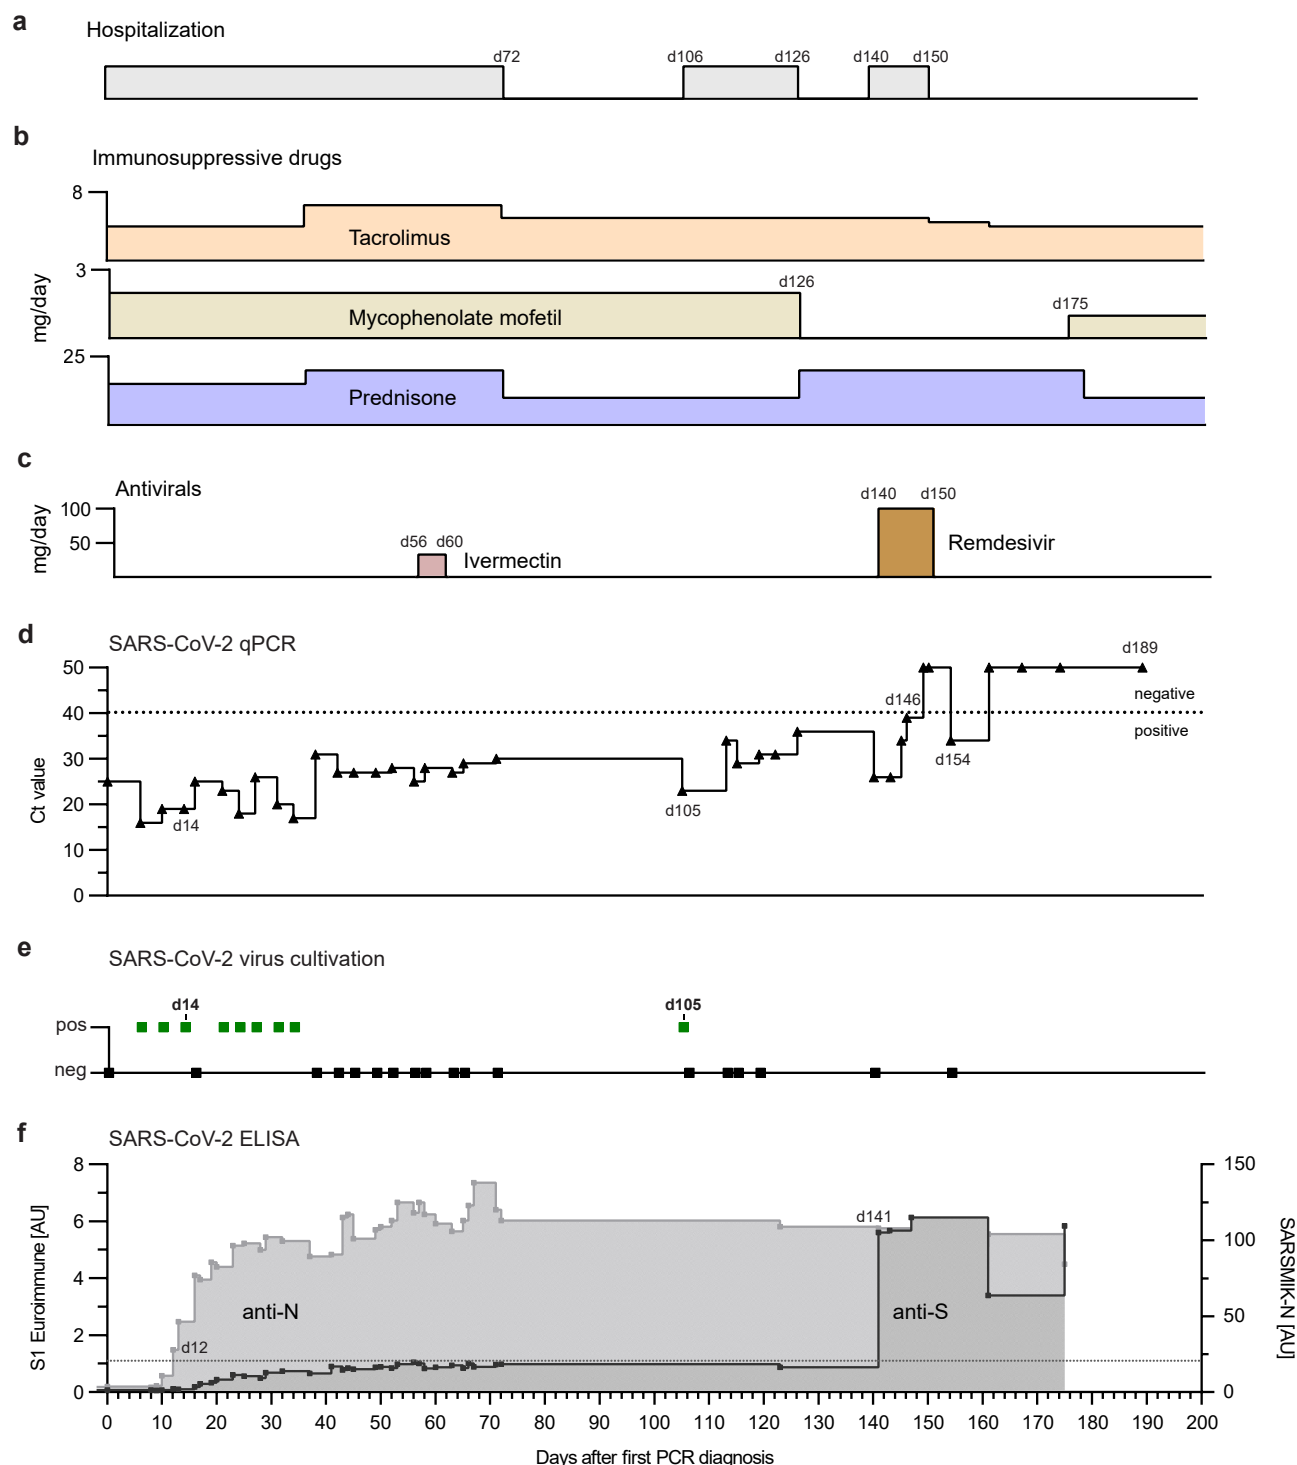 a
Hospitalization
d72
d106
d126
d140
d150
b
Immunosuppressive drugs
8
Tacrolimus
3
d126
d175
mg/day
Mycophenolate mofetil
25
Prednisone
c
Antivirals
mg/day
100
50
d56
d60
Ivermectin
d140
d150
Remdesivir
d
SARS-CoV-2 qPCR
Ct value
50
40
30
20
10
0
d14
d105
d146
d154
d189
negative
positive
e
SARS-CoV-2 virus cultivation
d14
d105
pos
neg
f
SARS-CoV-2 ELISA
S1 Euroimmune [AU]
8
6
4
2
0
d12
anti-N
d141
anti-S
150
100
50
0
SARSMIK-N [AU]
0 10 20 30 40 50 60 70 80 90 100 110 120 130 140 150 160 170 180 190 200
Days after first PCR diagnosis